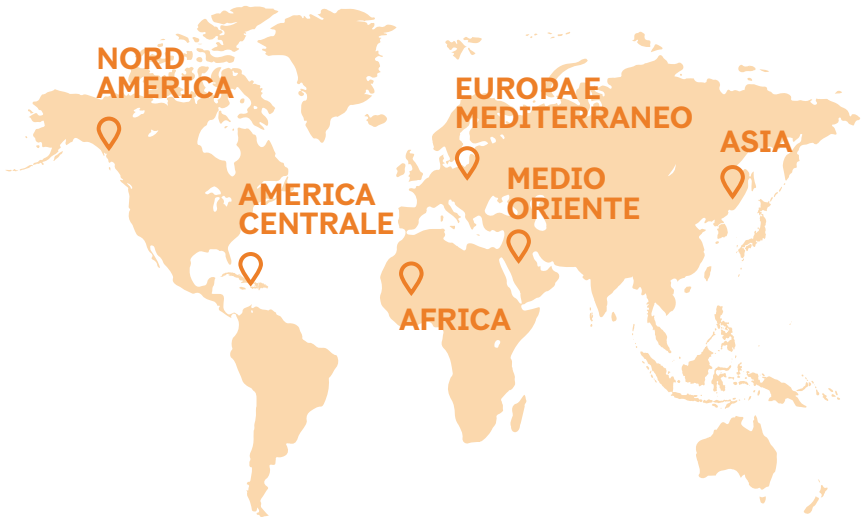 NORD
AMERICA
EUROPA E
MEDITERRANEO
ASIA
MEDIO
ORIENTE
AMERICA
CENTRALE
AFRICA